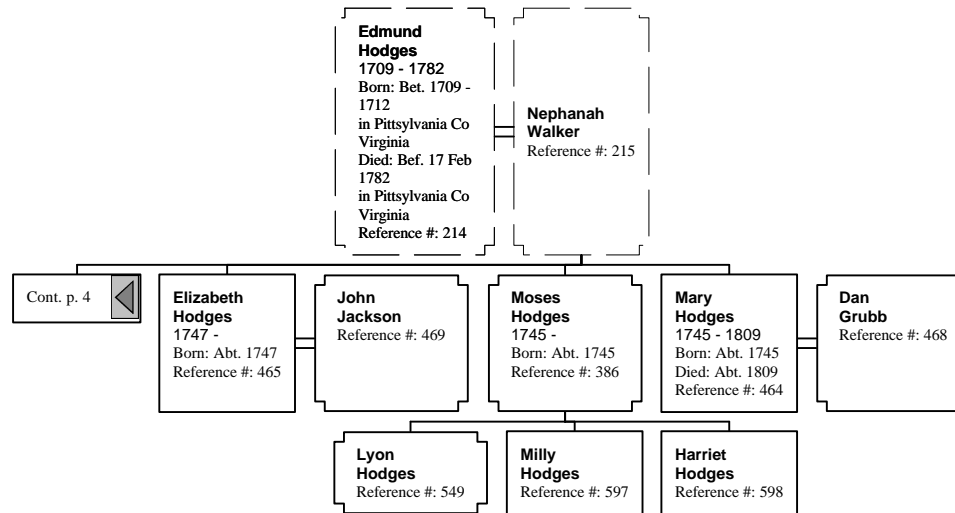 Edmund
Hodges
1709 - 1782
Born: Bet. 1709 -
1712
in Pittsylvania Co
Virginia
Died: Bef. 17 Feb
1782
in Pittsylvania Co
Virginia
Reference #: 214
Nephanah
Walker
Reference #: 215
Cont. p. 4
Elizabeth
Hodges
1747 -
Born: Abt. 1747
Reference #: 465
John
Jackson
Reference #: 469
Moses
Hodges
1745 -
Born: Abt. 1745
Reference #: 386
Mary
Hodges
1745 - 1809
Born: Abt. 1745
Died: Abt. 1809
Reference #: 464
Dan
Grubb
Reference #: 468
Lyon
Hodges
Reference #: 549
Milly
Hodges
Reference #: 597
Harriet
Hodges
Reference #: 598